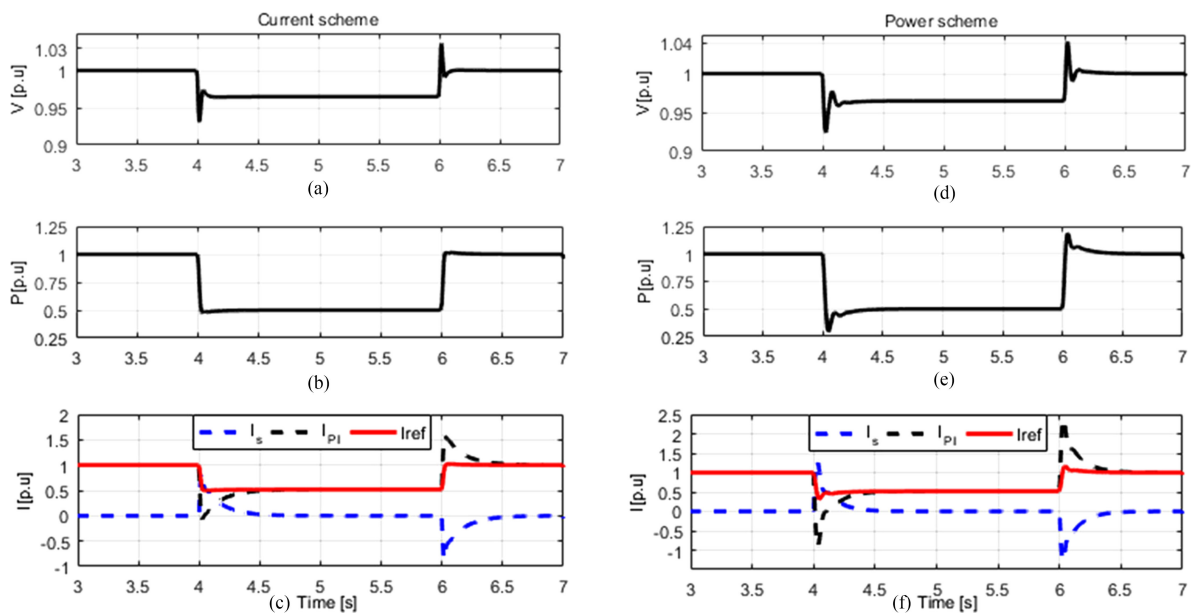 Current scheme
V [p.u]
1.03
1
0.95
0.9
3 3.5 4 4.5 5 5.5 6 6.5 7
(a)
P[p.u]
1.25
1
0.75
0.5
0.25
3 3.5 4 4.5 5 5.5 6 6.5 7
(b)
I[p.u]
2
1.5
1
0.5
0
-0.5
-1
Is IPI Iref
3 3.5 4 4.5 5 5.5 6 6.5 7
(c) Time [s]
Power scheme
V[p.u]
1.04
1
0.95
0.9
3 3.5 4 4.5 5 5.5 6 6.5 7
(d)
P[p.u]
1.25
1
0.75
0.5
0.25
3 3.5 4 4.5 5 5.5 6 6.5 7
(e)
I[p.u]
2.5
2
1.5
1
0.5
0
-0.5
-1
Is IPI Iref
3 3.5 4 4.5 5 5.5 6 6.5 7
(f) Time [s]